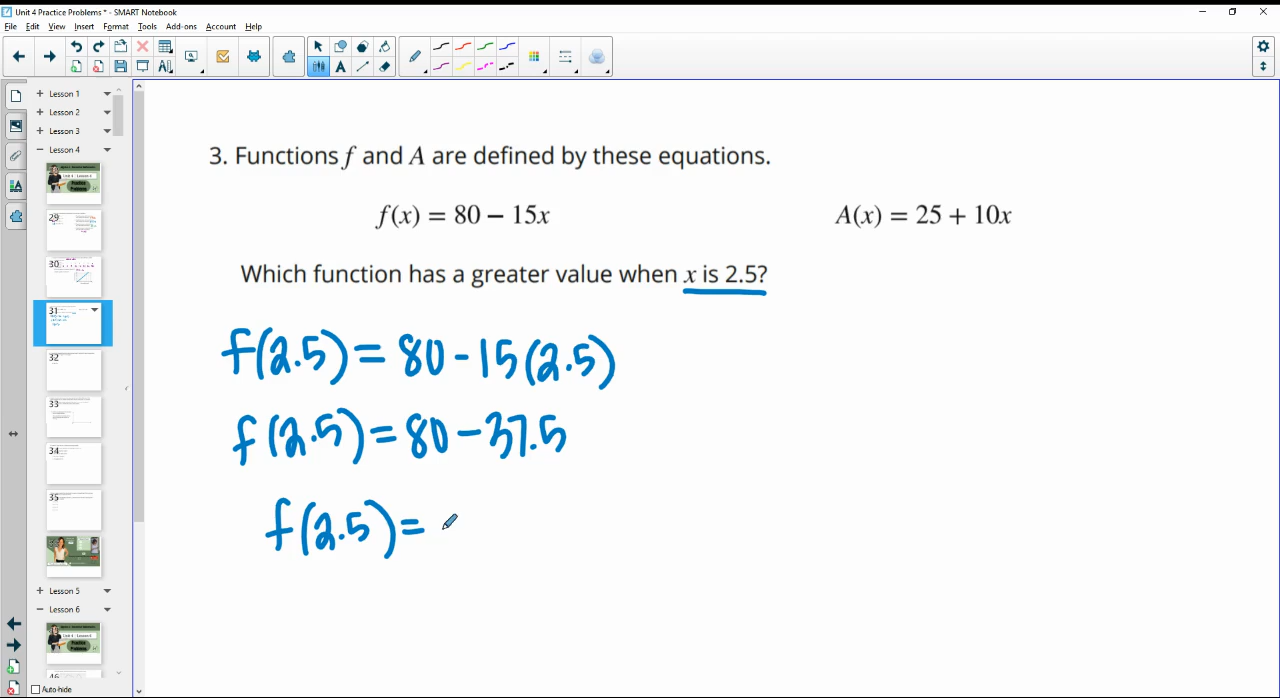 Unit 4 Practice Problems * - SMART Notebook
File Edit View Insert Format Tools Add-ons Account Help
Lesson 1
Lesson 2
Lesson 3
Lesson 4
29
30
31
32
33
34
35
Lesson 5
Lesson 6
46
Auto-hide
3. Functions f and A are defined by these equations.
f(x) = 80 − 15x A(x) = 25 + 10x
Which function has a greater value when x is 2.5?
f(2.5) = 80 - 15(2.5)
f(2.5) = 80 - 37.5
f(2.5) =